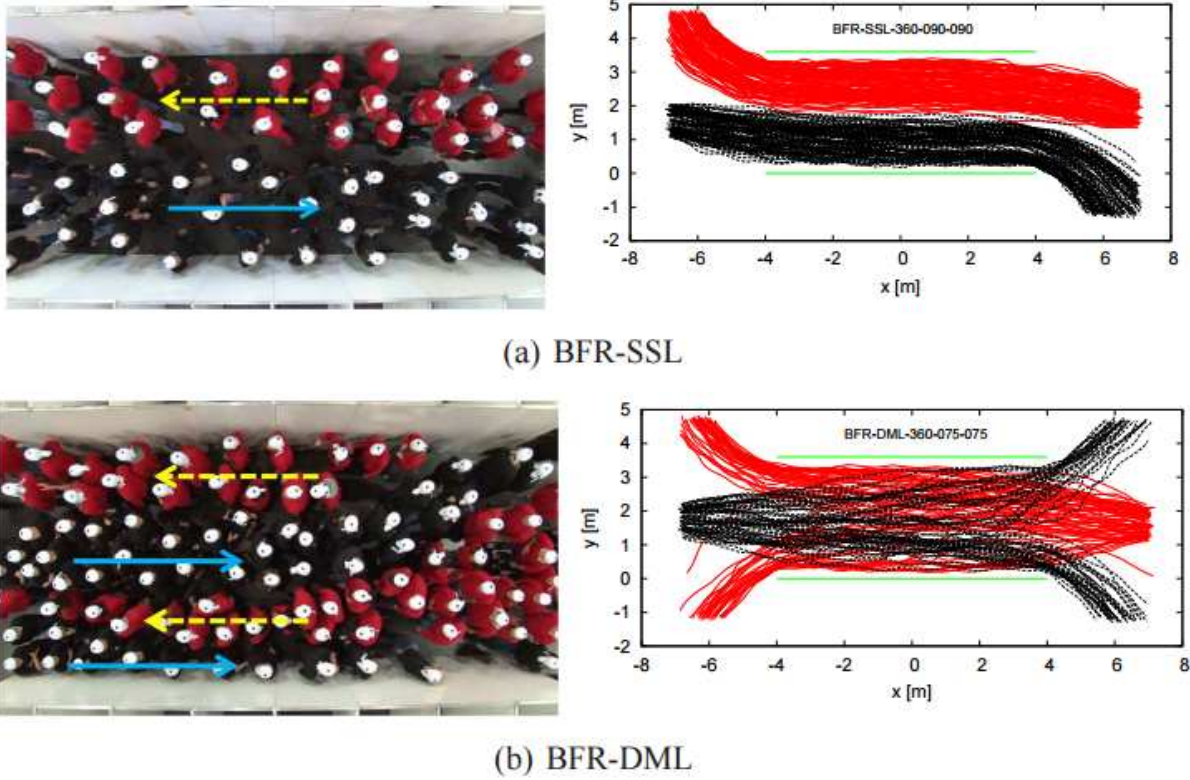 BFR-SSL-360-090-090
5
4
3
2
1
0
-1
-2
y [m]
-8 -6 -4 -2 0 2 4 6 8
x [m]
(a) BFR-SSL
BFR-DML-360-075-075
5
4
3
2
1
0
-1
-2
y [m]
-8 -6 -4 -2 0 2 4 6 8
x [m]
(b) BFR-DML